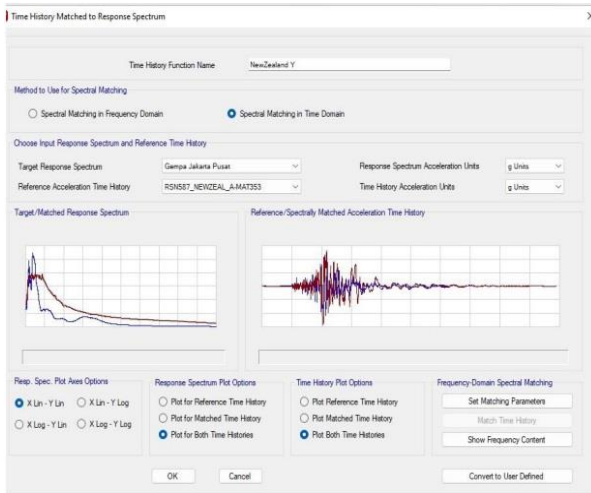 Time History Matched to Response Spectrum
Time History Function Name NewZealand Y
Method to Use for Spectral Matching
Spectral Matching in Frequency Domain Spectral Matching in Time Domain
Choose Input Response Spectrum and Reference Time History
Target Response Spectrum Gempa Jakarta Pusat Response Spectrum Acceleration Units g Units
Reference Acceleration Time History RSN587_NEWZEAL_A-MAT353 Time History Acceleration Units g Units
Target/Matched Response Spectrum Reference/Spectrally Matched Acceleration Time History
Resp. Spec. Plot Axes Options Response Spectrum Plot Options Time History Plot Options Frequency-Domain Spectral Matching
X Lin - Y Lin X Lin - Y Log Plot for Reference Time History Plot Reference Time History Set Matching Parameters
X Log - Y Lin X Log - Y Log Plot for Matched Time History Plot Matched Time History Match Time History
Plot for Both Time Histories Plot Both Time Histories Show Frequency Content
OK Cancel Convert to User Defined